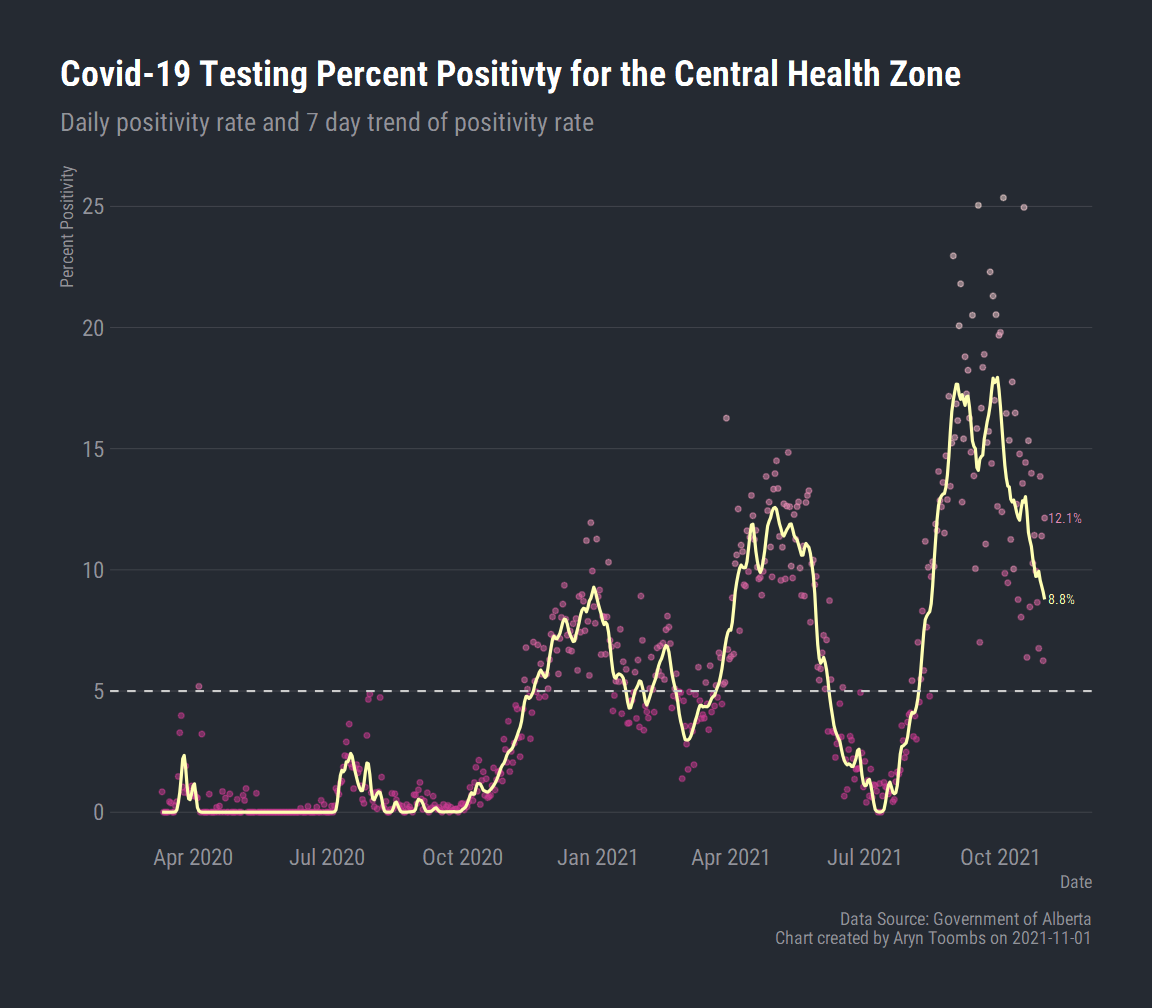 Covid-19 Testing Percent Positivty for the Central Health Zone
Daily positivity rate and 7 day trend of positivity rate
Percent Positivity
25
20
15
10
5
0
12.1%
8.8%
Apr 2020
Jul 2020
Oct 2020
Jan 2021
Apr 2021
Jul 2021
Oct 2021
Date
Data Source: Government of Alberta
Chart created by Aryn Toombs on 2021-11-01